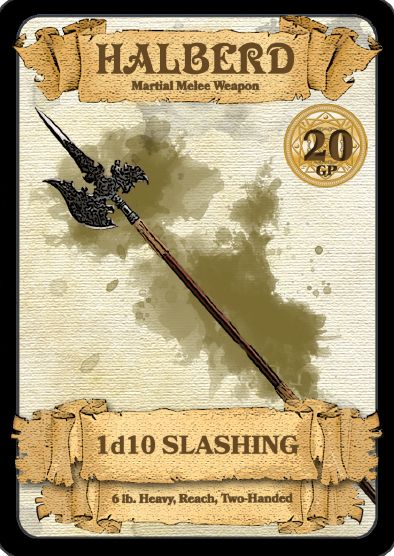 HALBERD
Martial Melee Weapon
20
GP
1d10 SLASHING
6 lb. Heavy, Reach, Two-Handed